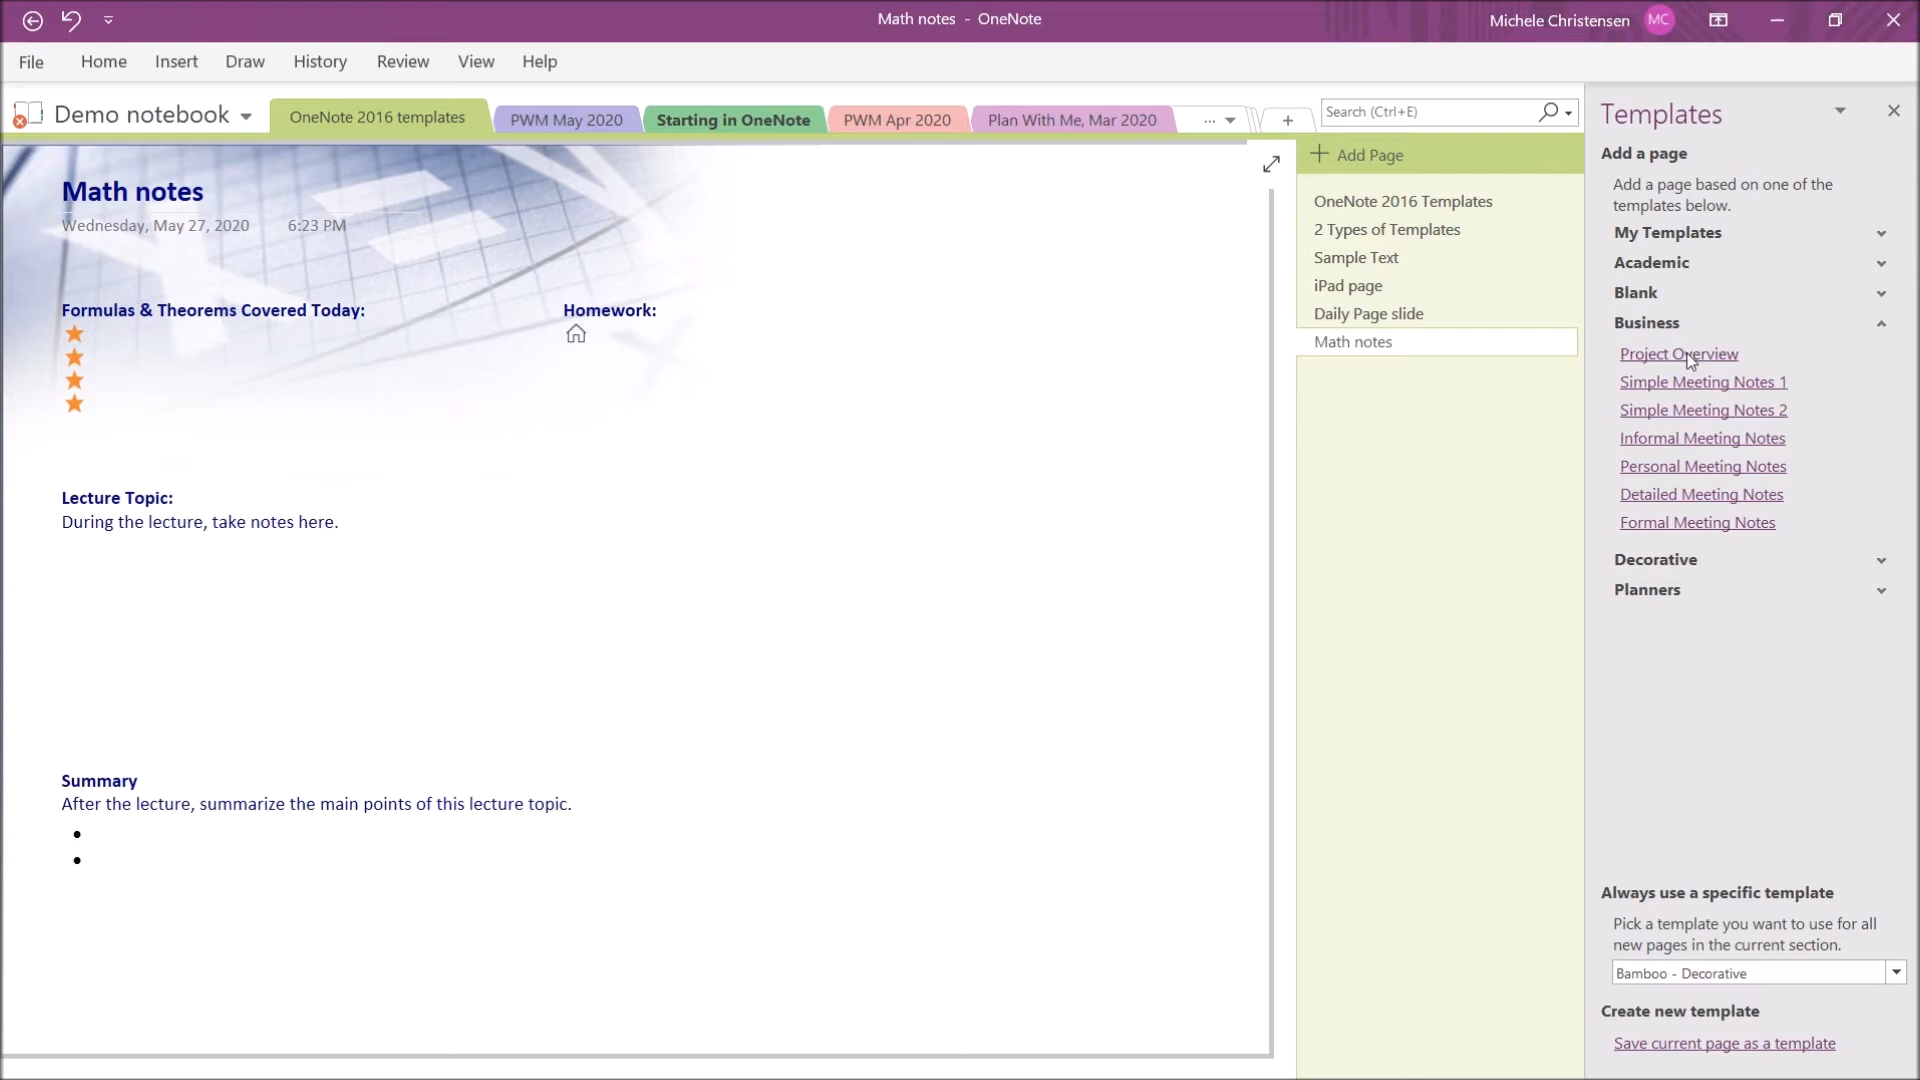 Math notes - OneNote
Michele Christensen MC
File Home Insert Draw History Review View Help
Demo notebook
OneNote 2016 templates
PWM May 2020
Starting in OneNote
PWM Apr 2020
Plan With Me, Mar 2020
...
Search (Ctrl+E)
Math notes
Wednesday, May 27, 2020 6:23 PM
Formulas & Theorems Covered Today:
Homework:
Lecture Topic:
During the lecture, take notes here.
Summary
After the lecture, summarize the main points of this lecture topic.
Add Page
OneNote 2016 Templates
2 Types of Templates
Sample Text
iPad page
Daily Page slide
Math notes
Templates
Add a page
Add a page based on one of the
templates below.
My Templates
Academic
Blank
Business
Project Overview
Simple Meeting Notes 1
Simple Meeting Notes 2
Informal Meeting Notes
Personal Meeting Notes
Detailed Meeting Notes
Formal Meeting Notes
Decorative
Planners
Always use a specific template
Pick a template you want to use for all
new pages in the current section.
Bamboo - Decorative
Create new template
Save current page as a template